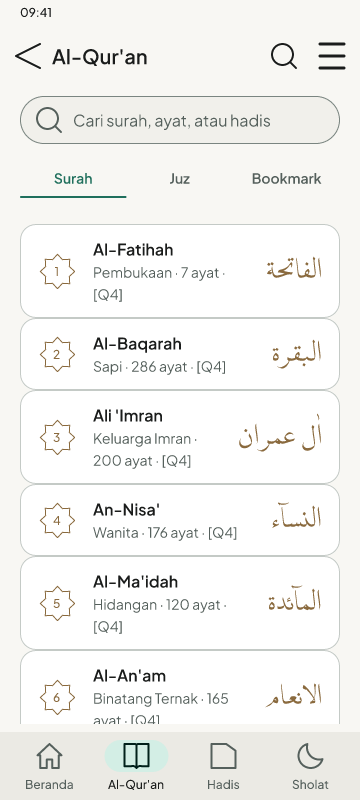 09:41
Al-Qur'an
Cari surah, ayat, atau hadis
Surah Juz Bookmark
1
Al-Fatihah
Pembukaan · 7 ayat ·
[Q4]
الفاتحة
2
Al-Baqarah
Sapi · 286 ayat · [Q4]
البقرة
3
Ali 'Imran
Keluarga Imran ·
200 ayat · [Q4]
اٰل عمران
4
An-Nisa'
Wanita · 176 ayat · [Q4]
النسآء
5
Al-Ma'idah
Hidangan · 120 ayat ·
[Q4]
المآئدة
6
Al-An'am
Binatang Ternak · 165
ayat · [Q4]
الانعام
Beranda Al-Qur'an Hadis Sholat